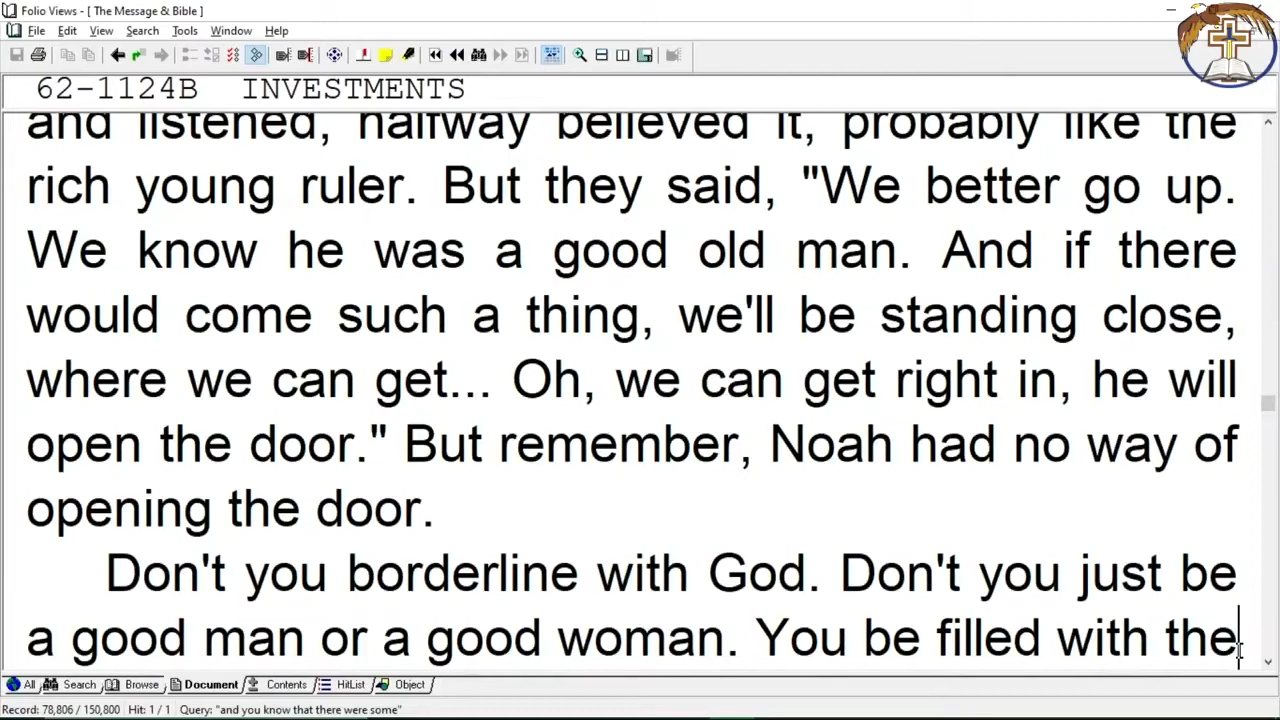 Folio Views - [ The Message & Bible ]
File Edit View Search Tools Window Help
62-1124B INVESTMENTS
and listened, halfway believed it, probably like the
rich young ruler. But they said, "We better go up.
We know he was a good old man. And if there
would come such a thing, we'll be standing close,
where we can get... Oh, we can get right in, he will
open the door." But remember, Noah had no way of
opening the door.
Don't you borderline with God. Don't you just be
a good man or a good woman. You be filled with the
All Search Browse Document Contents HitList Object
Record: 78,806 / 150,800 Hit: 1 / 1 Query: "and you know that there were some"